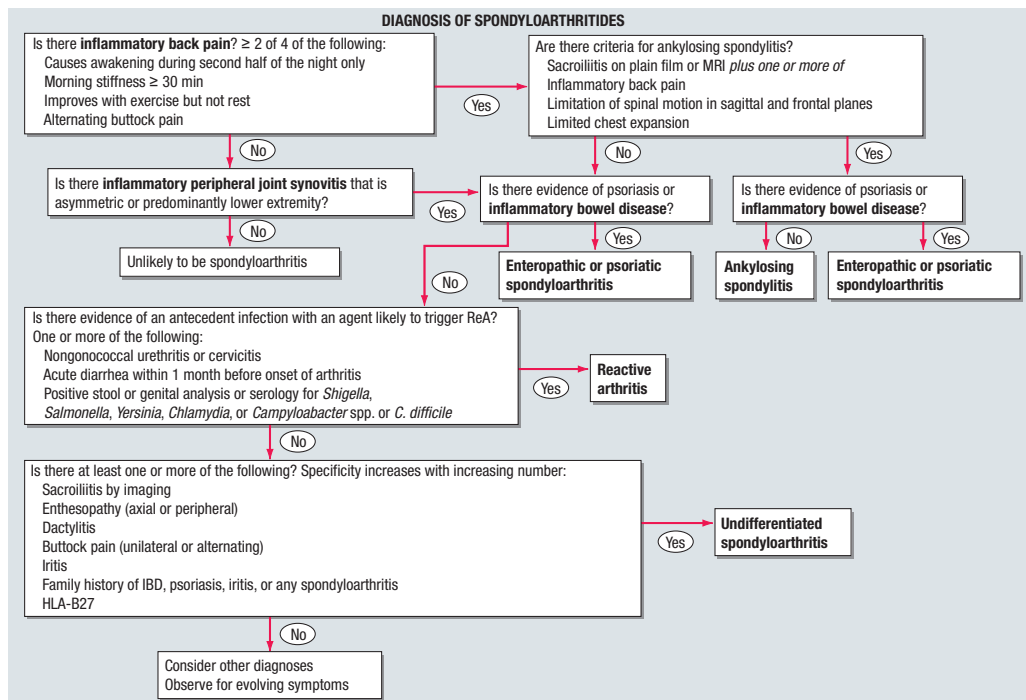 DIAGNOSIS OF SPONDYLOARTHRITIDES
Is there inflammatory back pain? ≥ 2 of 4 of the following:
Causes awakening during second half of the night only
Morning stiffness ≥ 30 min
Improves with exercise but not rest
Alternating buttock pain
Yes
Are there criteria for ankylosing spondylitis?
Sacroiliitis on plain film or MRI plus one or more of
Inflammatory back pain
Limitation of spinal motion in sagittal and frontal planes
Limited chest expansion
No
No
Yes
Is there inflammatory peripheral joint synovitis that is
asymmetric or predominantly lower extremity?
Yes
Is there evidence of psoriasis or
inflammatory bowel disease?
Is there evidence of psoriasis or
inflammatory bowel disease?
No
Yes
No
Yes
Unlikely to be spondyloarthritis
Enteropathic or psoriatic
spondyloarthritis
Ankylosing
spondylitis
Enteropathic or psoriatic
spondyloarthritis
No
Is there evidence of an antecedent infection with an agent likely to trigger ReA?
One or more of the following:
Nongonococcal urethritis or cervicitis
Acute diarrhea within 1 month before onset of arthritis
Positive stool or genital analysis or serology for Shigella,
Salmonella, Yersinia, Chlamydia, or Campyloabacter spp. or C. difficile
Yes
Reactive
arthritis
No
Is there at least one or more of the following? Specificity increases with increasing number:
Sacroiliitis by imaging
Enthesopathy (axial or peripheral)
Dactylitis
Buttock pain (unilateral or alternating)
Iritis
Family history of IBD, psoriasis, iritis, or any spondyloarthritis
HLA-B27
Yes
Undifferentiated
spondyloarthritis
No
Consider other diagnoses
Observe for evolving symptoms